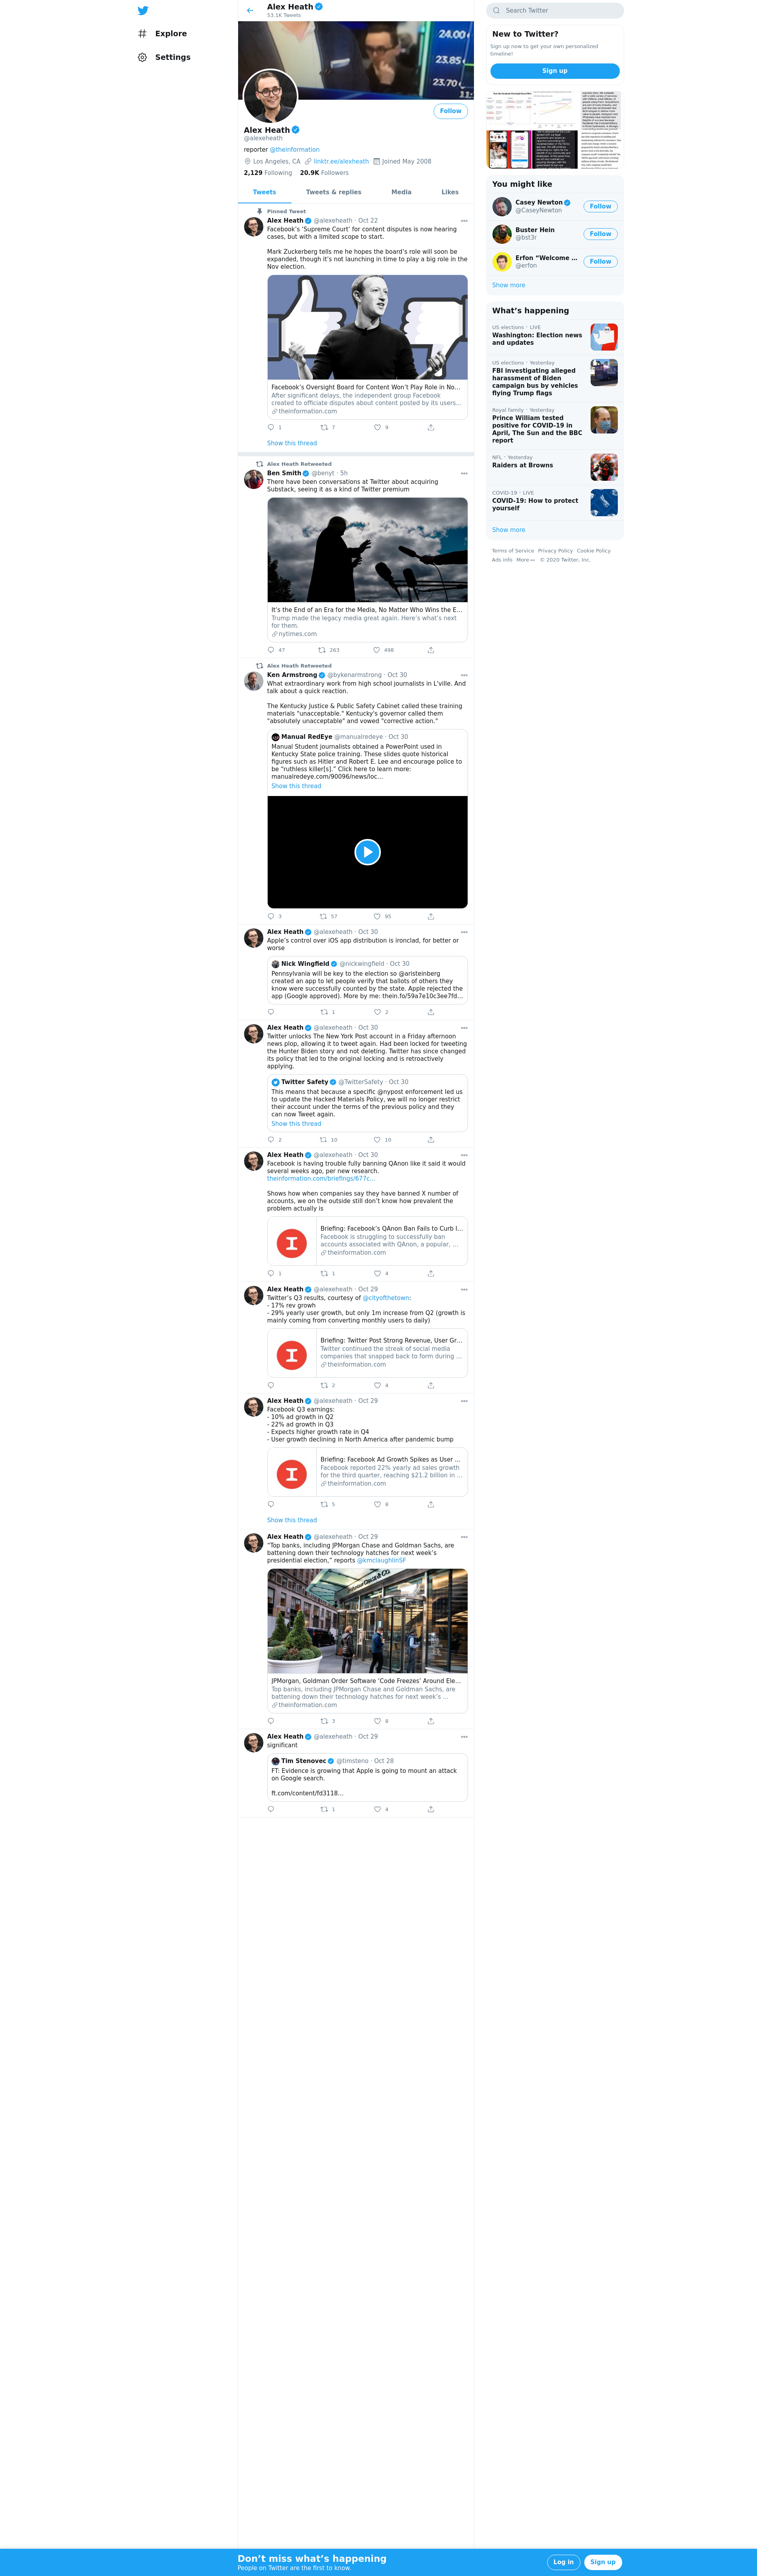 Explore
Settings
Alex Heath
53.1K Tweets
24.00
23.85
23.70
Follow
Alex Heath
@alexeheath
reporter @theinformation
Los Angeles, CA linktr.ee/alexheath Joined May 2008
2,129 Following 20.9K Followers
Tweets Tweets & replies Media Likes
Pinned Tweet
Alex Heath @alexeheath · Oct 22
Facebook's ‘Supreme Court’ for content disputes is now hearing
cases, but with a limited scope to start.
Mark Zuckerberg tells me he hopes the board’s role will soon be
expanded, though it’s not launching in time to play a big role in the
Nov election.
Facebook’s Oversight Board for Content Won’t Play Role in No...
After significant delays, the independent group Facebook
created to officiate disputes about content posted by its users...
theinformation.com
1 7 9
Show this thread
Alex Heath Retweeted
Ben Smith @benyt · 5h
There have been conversations at Twitter about acquiring
Substack, seeing it as a kind of Twitter premium
It’s the End of an Era for the Media, No Matter Who Wins the E...
Trump made the legacy media great again. Here’s what’s next
for them.
nytimes.com
47 263 498
Alex Heath Retweeted
Ken Armstrong @bykenarmstrong · Oct 30
What extraordinary work from high school journalists in L'ville. And
talk about a quick reaction.
The Kentucky Justice & Public Safety Cabinet called these training
materials "unacceptable." Kentucky's governor called them
"absolutely unacceptable" and vowed "corrective action."
Manual RedEye @manualredeye · Oct 30
Manual Student journalists obtained a PowerPoint used in
Kentucky State police training. These slides quote historical
figures such as Hitler and Robert E. Lee and encourage police to
be “ruthless killer[s].” Click here to learn more:
manualredeye.com/90096/news/loc...
Show this thread
3 57 95
Alex Heath @alexeheath · Oct 30
Apple’s control over iOS app distribution is ironclad, for better or
worse
Nick Wingfield @nickwingfield · Oct 30
Pennsylvania will be key to the election so @aristeinberg
created an app to let people verify that ballots of others they
know were successfully counted by the state. Apple rejected the
app (Google approved). More by me: thein.fo/59a7e10c3ee7fd...
1 2
Alex Heath @alexeheath · Oct 30
Twitter unlocks The New York Post account in a Friday afternoon
news plop, allowing it to tweet again. Had been locked for tweeting
the Hunter Biden story and not deleting. Twitter has since changed
its policy that led to the original locking and is retroactively
applying.
Twitter Safety @TwitterSafety · Oct 30
This means that because a specific @nypost enforcement led us
to update the Hacked Materials Policy, we will no longer restrict
their account under the terms of the previous policy and they
can now Tweet again.
Show this thread
2 10 10
Alex Heath @alexeheath · Oct 30
Facebook is having trouble fully banning QAnon like it said it would
several weeks ago, per new research.
theinformation.com/briefings/677c...
Shows how when companies say they have banned X number of
accounts, we on the outside still don’t know how prevalent the
problem actually is
Briefing: Facebook’s QAnon Ban Fails to Curb I...
Facebook is struggling to successfully ban
accounts associated with QAnon, a popular, ...
theinformation.com
1 1 4
Alex Heath @alexeheath · Oct 29
Twitter’s Q3 results, courtesy of @cityofthetown:
- 17% rev growh
- 29% yearly user growth, but only 1m increase from Q2 (growth is
mainly coming from converting monthly users to daily)
Briefing: Twitter Post Strong Revenue, User Gr...
Twitter continued the streak of social media
companies that snapped back to form during ...
theinformation.com
2 4
Alex Heath @alexeheath · Oct 29
Facebook Q3 earnings:
- 10% ad growth in Q2
- 22% ad growth in Q3
- Expects higher growth rate in Q4
- User growth declining in North America after pandemic bump
Briefing: Facebook Ad Growth Spikes as User ...
Facebook reported 22% yearly ad sales growth
for the third quarter, reaching $21.2 billion in ...
theinformation.com
5 8
Show this thread
Alex Heath @alexeheath · Oct 29
“Top banks, including JPMorgan Chase and Goldman Sachs, are
battening down their technology hatches for next week’s
presidential election,” reports @kmclaughlinSF
JPMorgan, Goldman Order Software ‘Code Freezes’ Around Ele...
Top banks, including JPMorgan Chase and Goldman Sachs, are
battening down their technology hatches for next week’s ...
theinformation.com
3 8
Alex Heath @alexeheath · Oct 29
significant
Tim Stenovec @timsteno · Oct 28
FT: Evidence is growing that Apple is going to mount an attack
on Google search.
ft.com/content/fd3118...
1 4
Search Twitter
New to Twitter?
Sign up now to get your own personalized
timeline!
Sign up
You might like
Casey Newton
@CaseyNewton
Follow
Buster Hein
@bst3r
Follow
Erfon “Welcome ...
@erfon
Follow
Show more
What’s happening
US elections · LIVE
Washington: Election news
and updates
US elections · Yesterday
FBI investigating alleged
harassment of Biden
campaign bus by vehicles
flying Trump flags
Royal family · Yesterday
Prince William tested
positive for COVID-19 in
April, The Sun and the BBC
report
NFL · Yesterday
Raiders at Browns
COVID-19 · LIVE
COVID-19: How to protect
yourself
Show more
Terms of Service Privacy Policy Cookie Policy
Ads info More © 2020 Twitter, Inc.
Don’t miss what’s happening
People on Twitter are the first to know.
Log in
Sign up